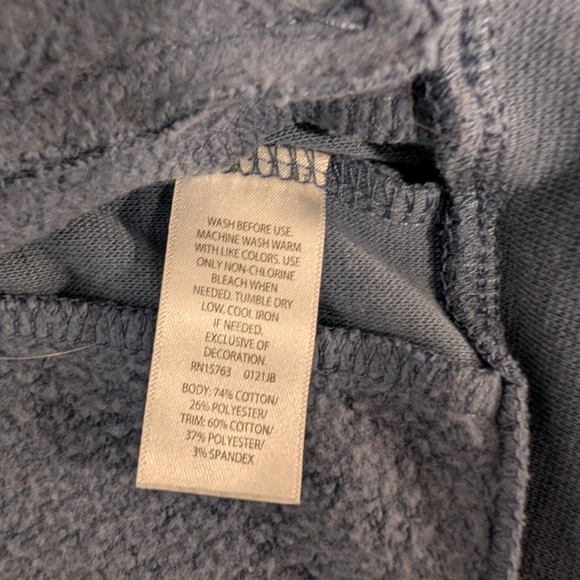 WASH BEFORE USE.
MACHINE WASH WARM
WITH LIKE COLORS. USE
ONLY NON-CHLORINE
BLEACH WHEN
NEEDED. TUMBLE DRY
LOW. COOL IRON
IF NEEDED.
EXCLUSIVE OF
DECORATION.
RN15763 0121JB
BODY: 74% COTTON/
26% POLYESTER/
TRIM: 60% COTTON/
37% POLYESTER/
3% SPANDEX